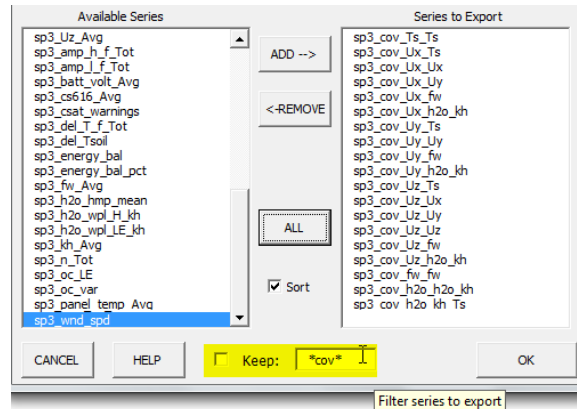 Available Series
Series to Export
sp3_Uz_Avg
sp3_amp_h_f_Tot
sp3_amp_l_f_Tot
sp3_batt_volt_Avg
sp3_cs616_Avg
sp3_csat_warnings
sp3_del_T_f_Tot
sp3_del_Tsoil
sp3_energy_bal
sp3_energy_bal_pct
sp3_fw_Avg
sp3_h2o_hmp_mean
sp3_h2o_wpl_H_kh
sp3_h2o_wpl_LE_kh
sp3_kh_Avg
sp3_n_Tot
sp3_oc_LE
sp3_oc_var
sp3_panel_temp_Avg
sp3_wnd_spd
ADD -->
<-REMOVE
ALL
Sort
sp3_cov_Ts_Ts
sp3_cov_Ux_Ts
sp3_cov_Ux_Ux
sp3_cov_Ux_Uy
sp3_cov_Ux_fw
sp3_cov_Ux_h2o_kh
sp3_cov_Uy_Ts
sp3_cov_Uy_Uy
sp3_cov_Uy_fw
sp3_cov_Uy_h2o_kh
sp3_cov_Uz_Ts
sp3_cov_Uz_Ux
sp3_cov_Uz_Uy
sp3_cov_Uz_Uz
sp3_cov_Uz_fw
sp3_cov_Uz_h2o_kh
sp3_cov_fw_fw
sp3_cov_h2o_h2o_kh
sp3_cov_h2o_kh_Ts
CANCEL
HELP
Keep:
*cov*
OK
Filter series to export